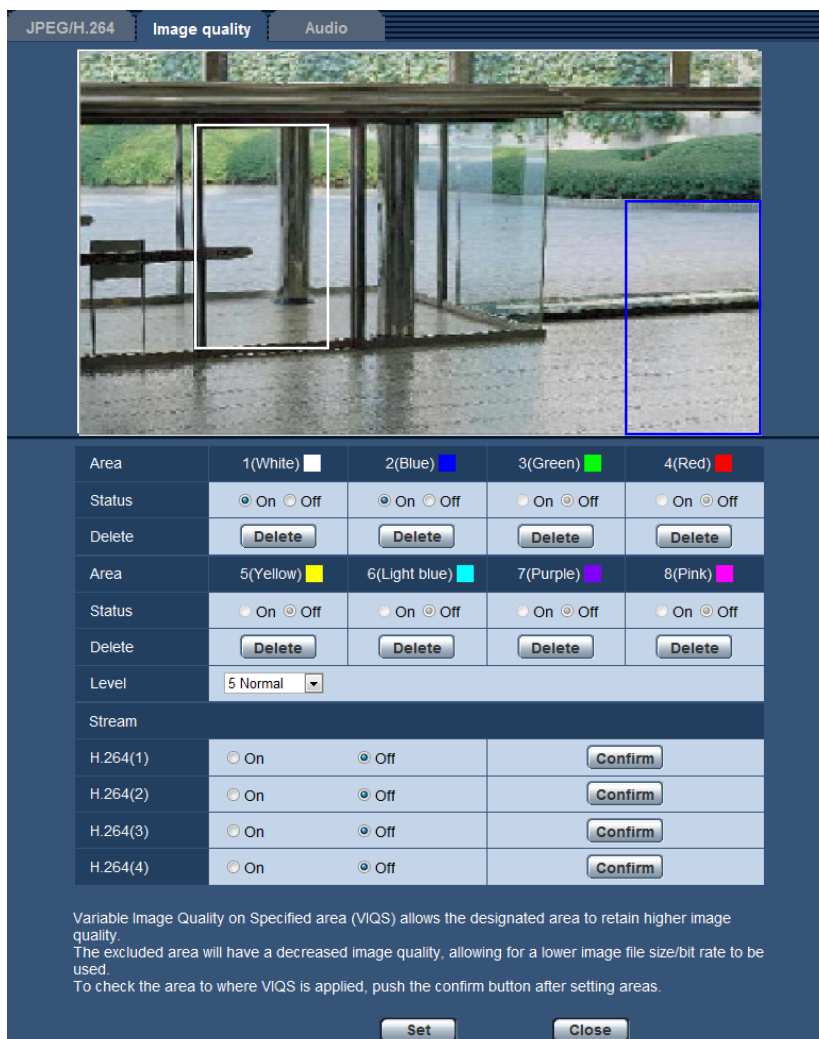 JPEG/H.264 Image quality Audio
Area 1(White) 2(Blue) 3(Green) 4(Red)
Status On Off On Off On Off On Off
Delete Delete Delete Delete Delete
Area 5(Yellow) 6(Light blue) 7(Purple) 8(Pink)
Status On Off On Off On Off On Off
Delete Delete Delete Delete Delete
Level 5 Normal
Stream
H.264(1) On Off Confirm
H.264(2) On Off Confirm
H.264(3) On Off Confirm
H.264(4) On Off Confirm
Variable Image Quality on Specified area (VIQS) allows the designated area to retain higher image
quality.
The excluded area will have a decreased image quality, allowing for a lower image file size/bit rate to be
used.
To check the area to where VIQS is applied, push the confirm button after setting areas.
Set Close